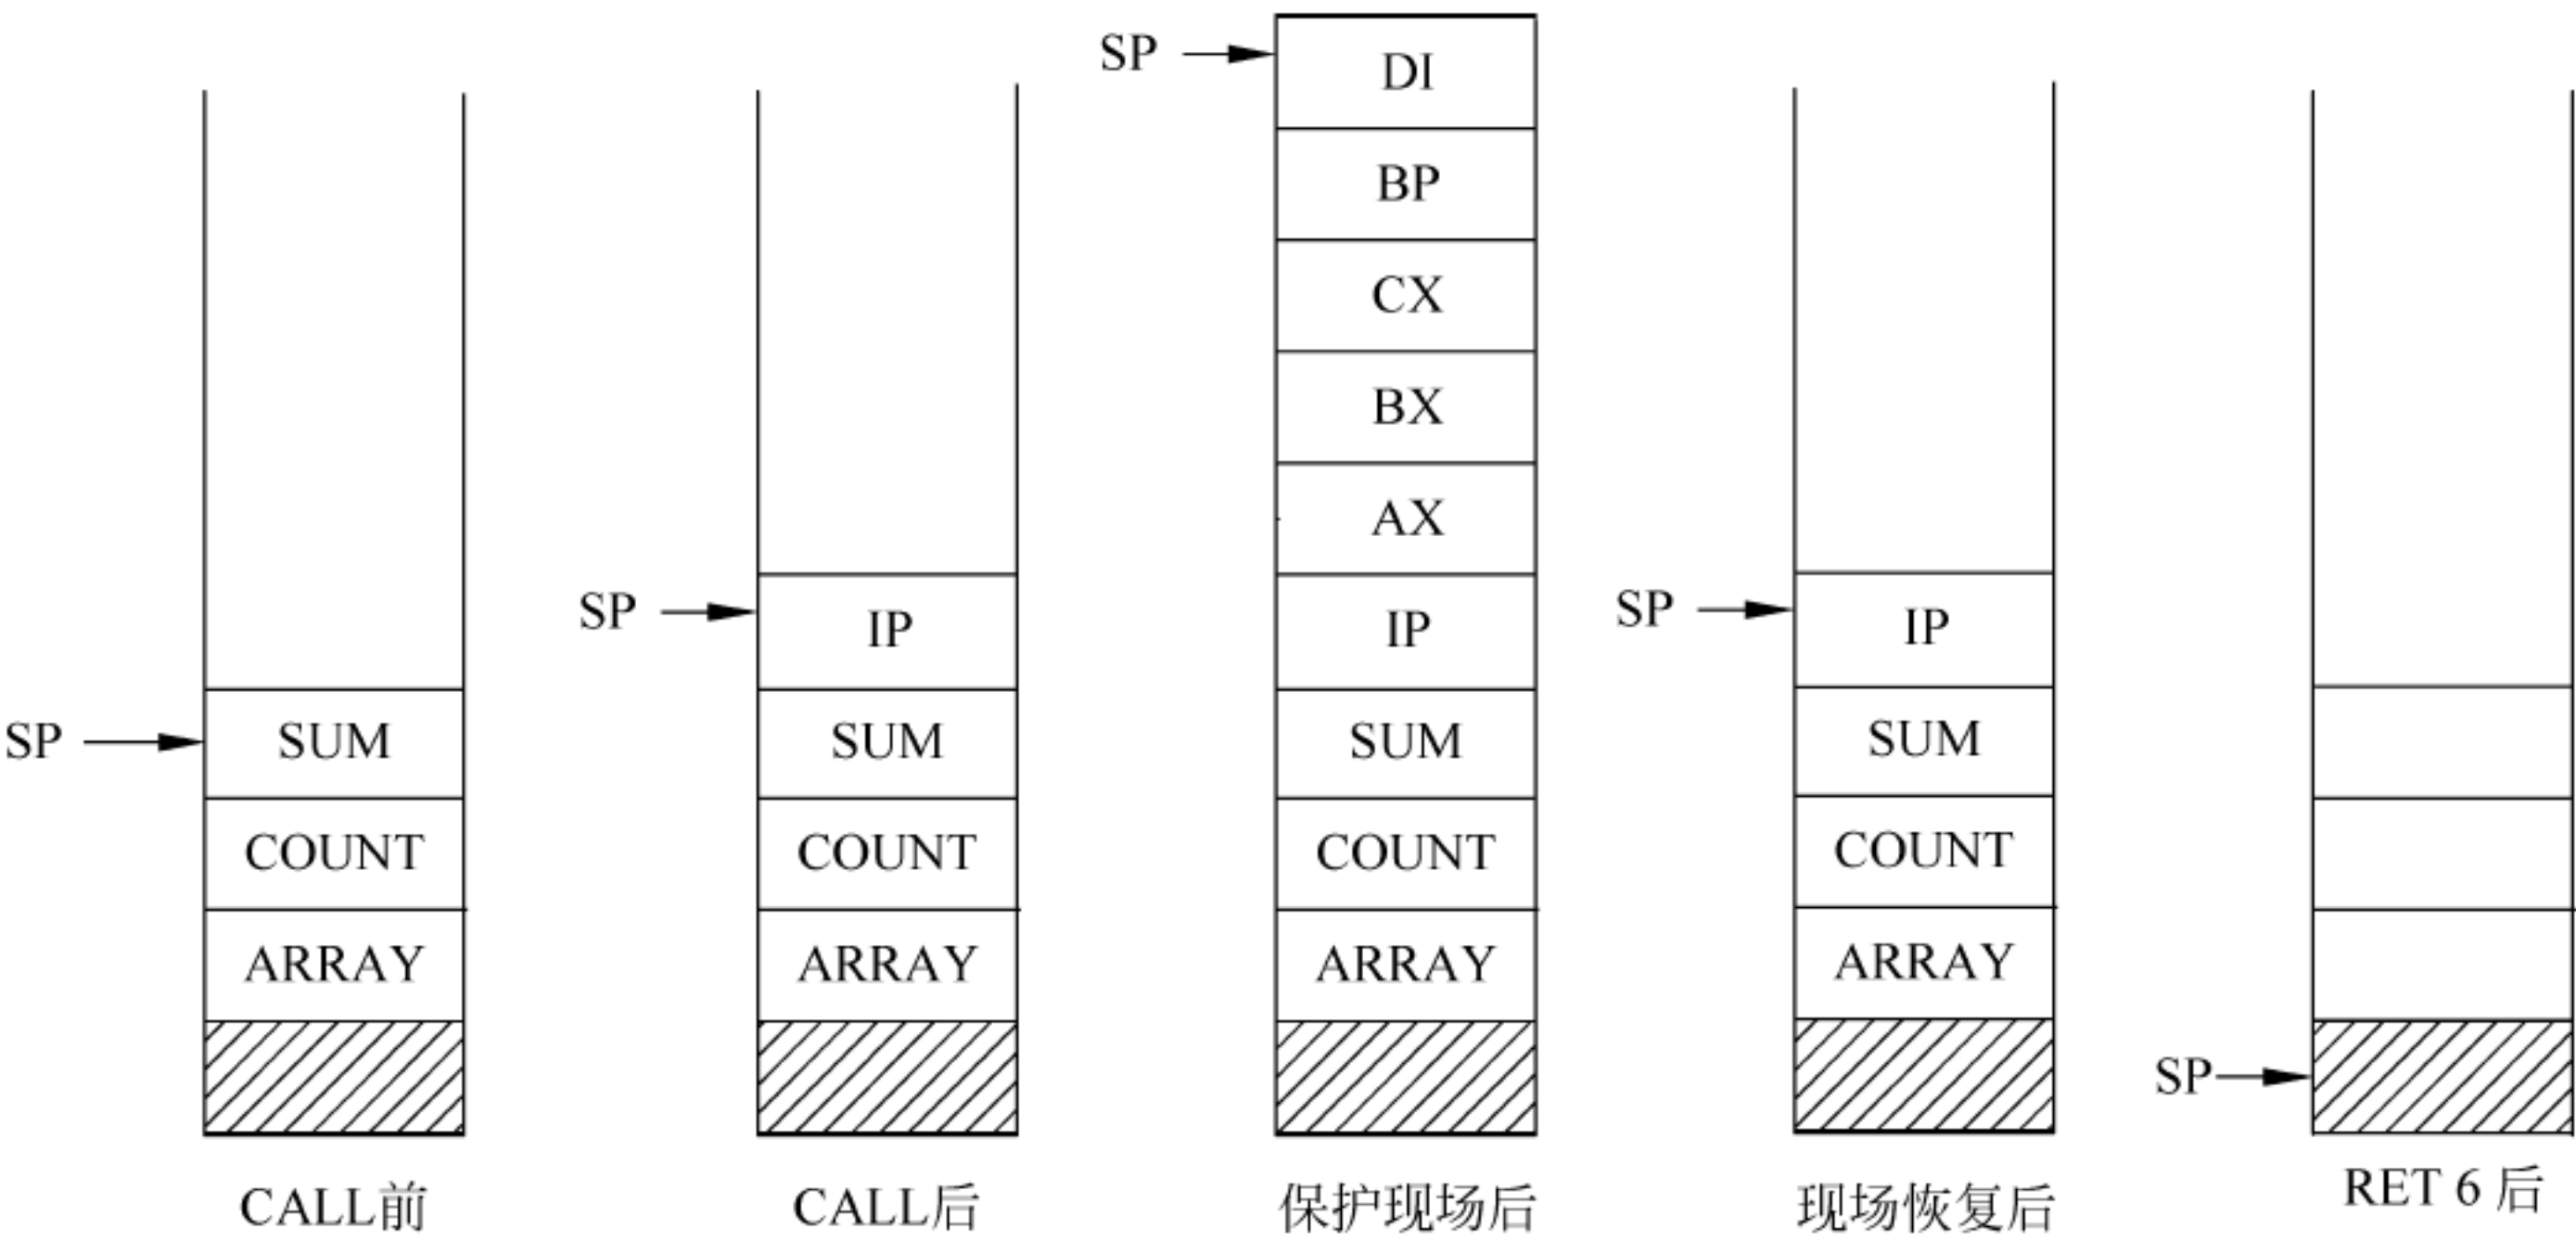 SP
DI
BP
CX
BX
AX
SP
IP
IP
SP
IP
SP
SUM
SUM
SUM
SUM
COUNT
COUNT
COUNT
COUNT
ARRAY
ARRAY
ARRAY
ARRAY
SP
CALL前
CALL后
保护现场后
现场恢复后
RET 6 后